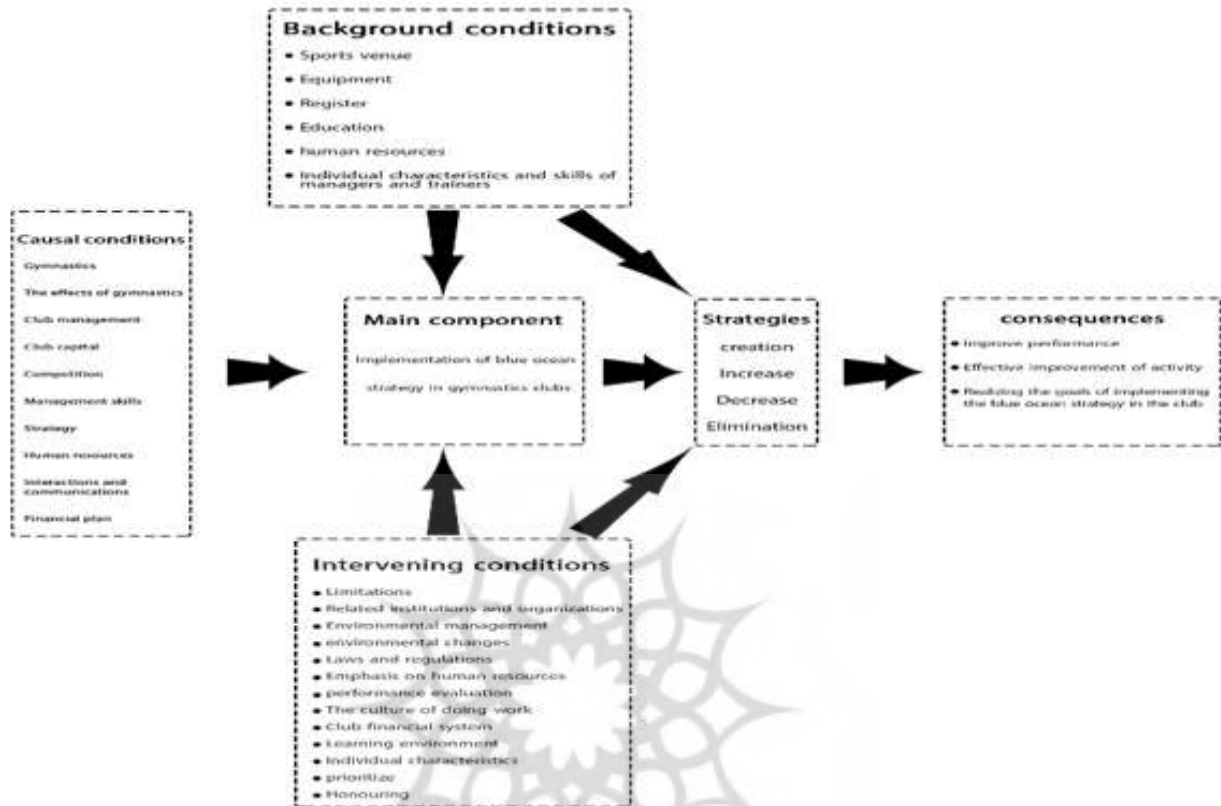 Background conditions
• Sports venue
• Equipment
• Register
• Education
• human resources
• Individual characteristics and skills of
managers and trainers
Causal conditions
Gymnastics
The effects of gymnastics
Club management
Club capital
Competition
Management skills
Strategy
Human resources
Interactions and
communications
Financial plan
Main component
Implementation of blue ocean
strategy in gymnastics clubs
Strategies
creation
Increase
Decrease
Elimination
consequences
• Improve performance
• Effective improvement of activity
• Realizing the goals of implementing
the blue ocean strategy in the club
Intervening conditions
• Limitations
• Related institutions and organizations
• Environmental management
• environmental changes
• Laws and regulations
• Emphasis on human resources
• performance evaluation
• The culture of doing work
• Club financial system
• Learning environment
• Individual characteristics
• prioritize
• Honouring